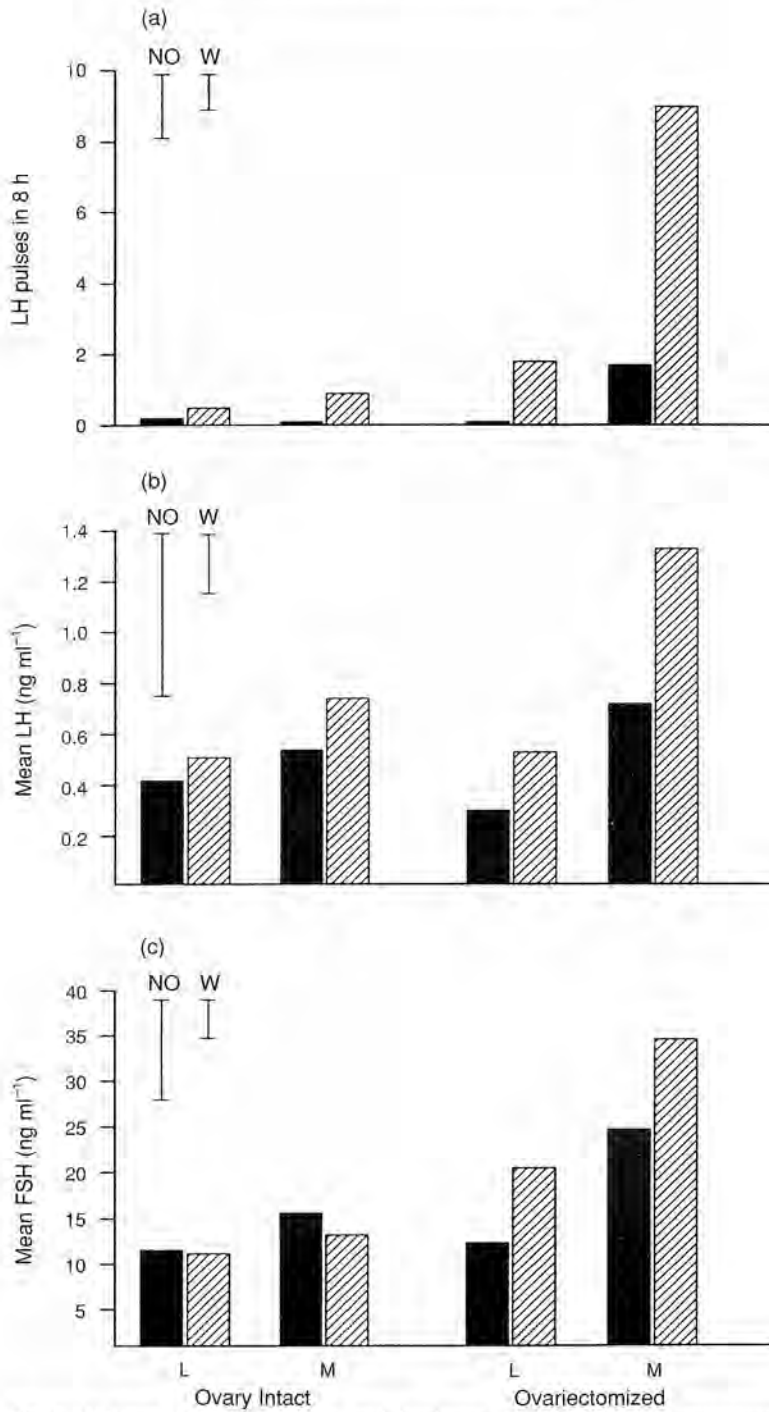 (a)
NO W
10
8
6
4
2
0
LH pulses in 8 h
(b)
NO W
1.4
1.2
1.0
0.8
0.6
0.4
0.2
Mean LH (ng ml⁻¹)
(c)
NO W
40
35
30
25
20
15
10
5
Mean FSH (ng ml⁻¹)
L M L M
Ovary Intact Ovariectomized